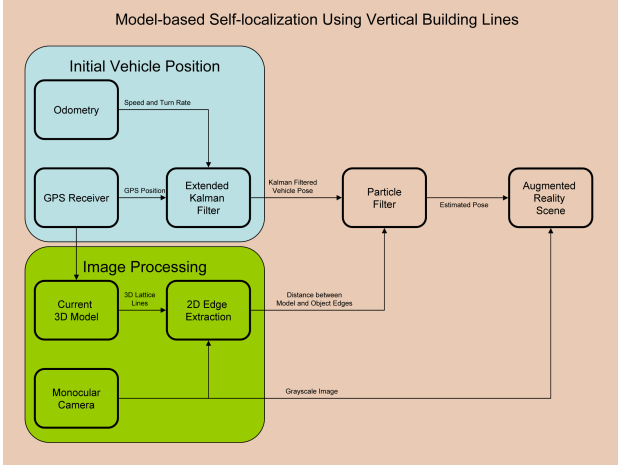 Model-based Self-localization Using Vertical Building Lines
Initial Vehicle Position
Odometry
Speed and Turn Rate
GPS Receiver
GPS Position
Extended
Kalman
Filter
Kalman Filtered
Vehicle Pose
Particle
Filter
Estimated Pose
Augmented
Reality
Scene
Image Processing
Current
3D Model
3D Lattice
Lines
2D Edge
Extraction
Distance between
Model and Object Edges
Monocular
Camera
Grayscale Image